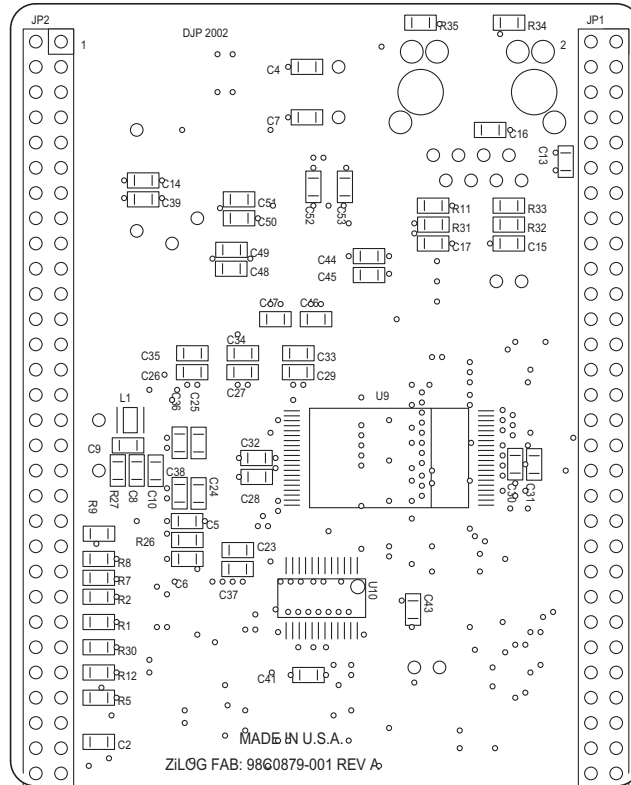 JP2
DJP 2002
R35
R34
JP1
1
2
C4
C7
C16
C13
C14
C39
C51
C50
C52
C53
R11
R33
R31
R32
C17
C15
C49
C48
C44
C45
C67
C66
C34
C35
C33
C26
C27
C29
L1
C36
C25
U9
C9
C32
R27
C8
C10
C38
C28
C24
C30
C31
R9
C5
R26
C23
R8
R7
C6
C37
U10
R2
C43
R1
R30
R12
C41
R5
C2
MADE IN U.S.A.
ZiLOG FAB: 98C0879-001 REV A